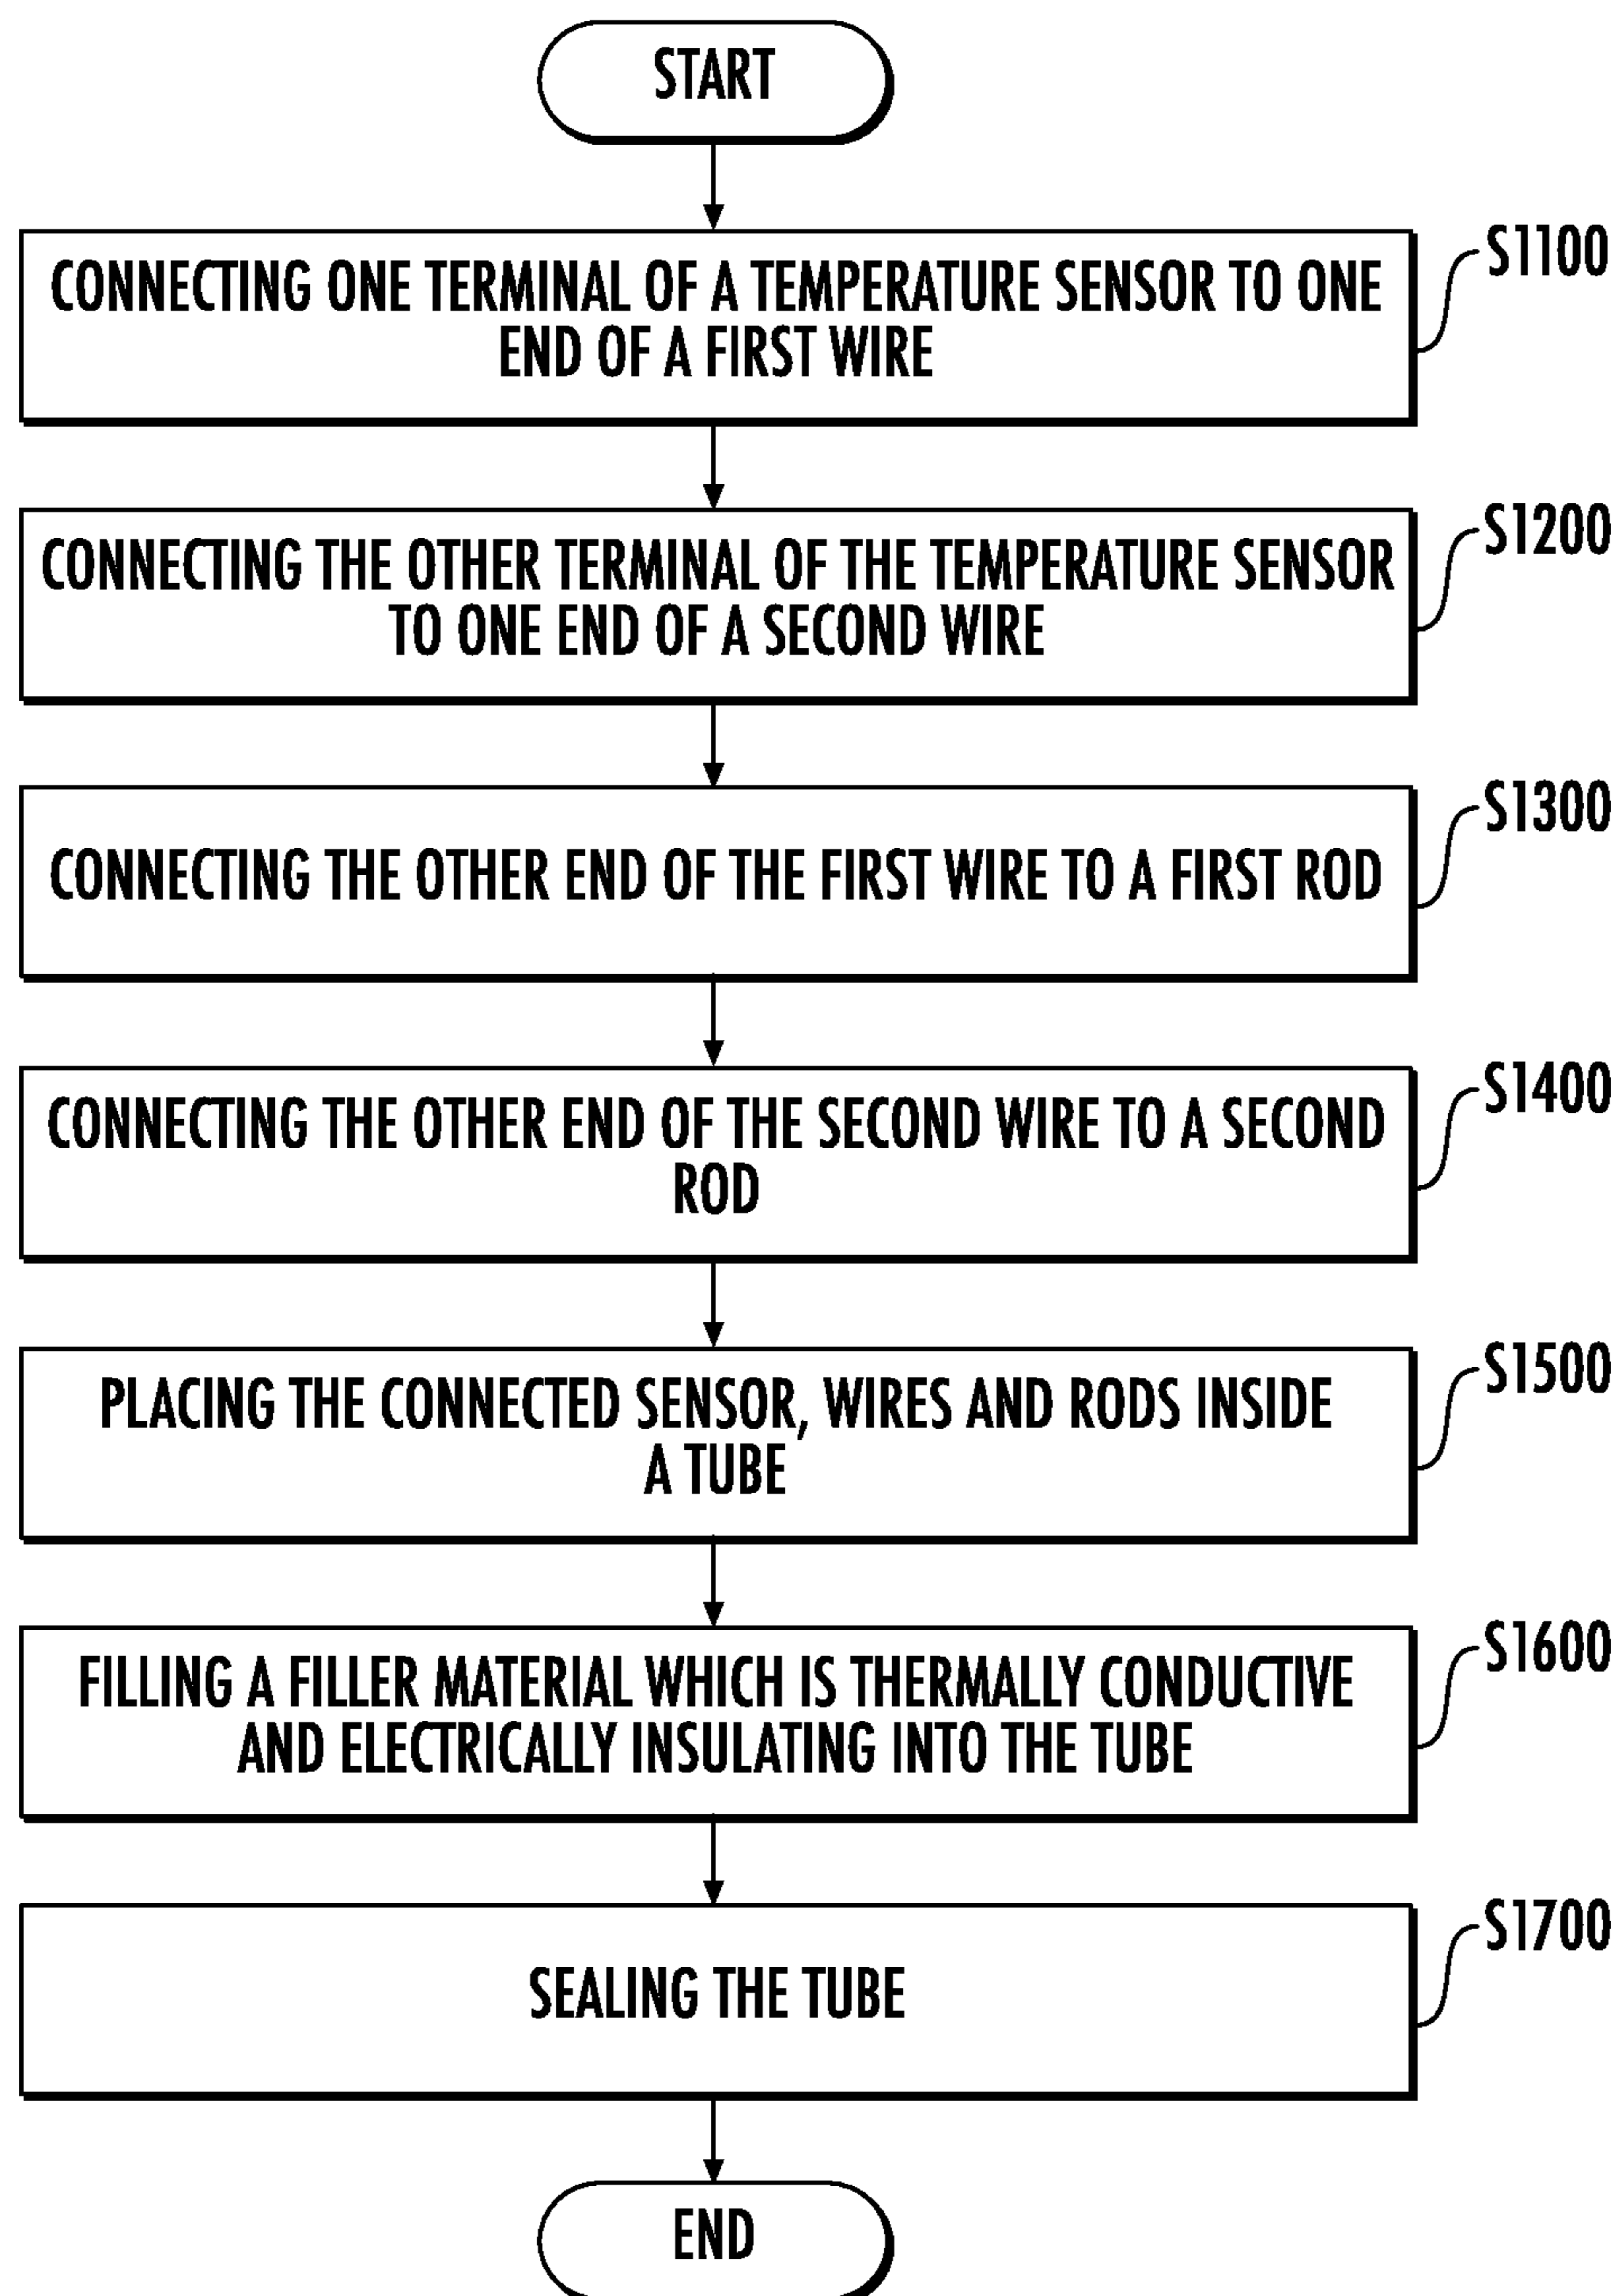 START
CONNECTING ONE TERMINAL OF A TEMPERATURE SENSOR TO ONE
END OF A FIRST WIRE
S1100
CONNECTING THE OTHER TERMINAL OF THE TEMPERATURE SENSOR
TO ONE END OF A SECOND WIRE
S1200
CONNECTING THE OTHER END OF THE FIRST WIRE TO A FIRST ROD
S1300
CONNECTING THE OTHER END OF THE SECOND WIRE TO A SECOND
ROD
S1400
PLACING THE CONNECTED SENSOR, WIRES AND RODS INSIDE
A TUBE
S1500
FILLING A FILLER MATERIAL WHICH IS THERMALLY CONDUCTIVE
AND ELECTRICALLY INSULATING INTO THE TUBE
S1600
SEALING THE TUBE
S1700
END